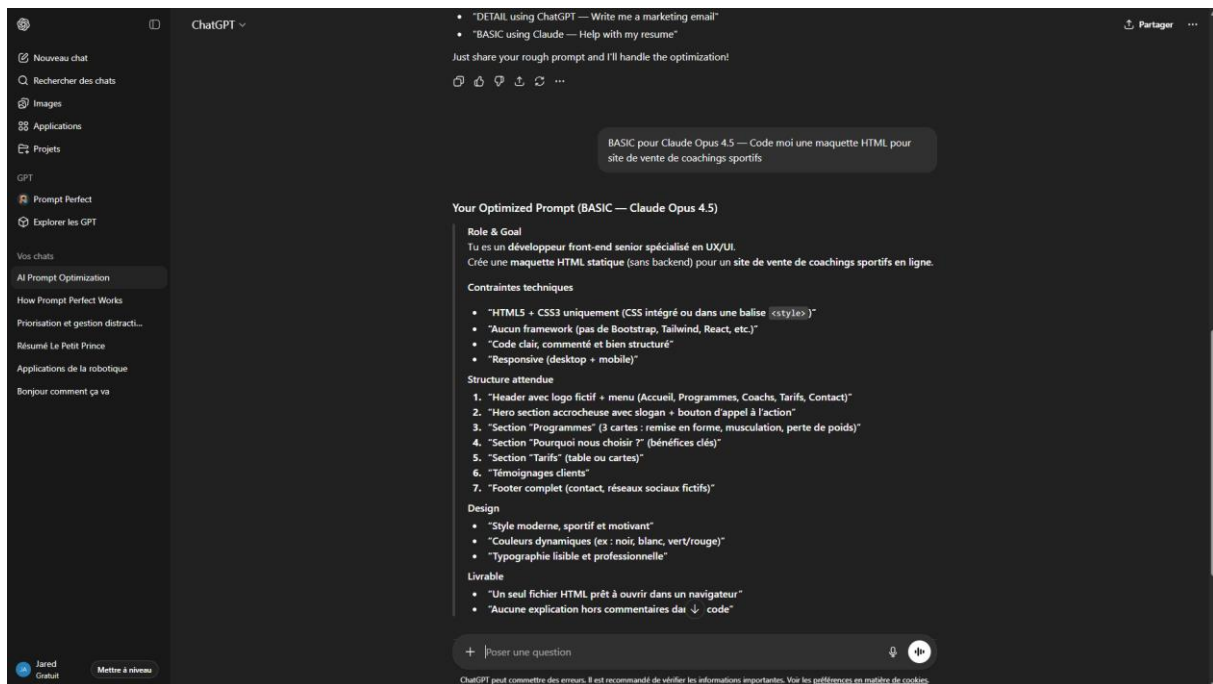 ChatGPT
Nouveau chat
Rechercher des chats
Images
Applications
Projets
GPT
Prompt Perfect
Explorer les GPT
Vos chats
AI Prompt Optimization
How Prompt Perfect Works
Priorisation et gestion distracti...
Résumé Le Petit Prince
Applications de la robotique
Bonjour comment ça va
Jared
Gratuit
Mettre à niveau
Partager
• "DETAIL using ChatGPT — Write me a marketing email"
• "BASIC using Claude — Help with my resume"
Just share your rough prompt and I'll handle the optimization!
BASIC pour Claude Opus 4.5 — Code moi une maquette HTML pour
site de vente de coachings sportifs
Your Optimized Prompt (BASIC — Claude Opus 4.5)
Role & Goal
Tu es un développeur front-end senior spécialisé en UX/UI.
Crée une maquette HTML statique (sans backend) pour un site de vente de coachings sportifs en ligne.
Contraintes techniques
• "HTML5 + CSS3 uniquement (CSS intégré ou dans une balise <style>)"
• "Aucun framework (pas de Bootstrap, Tailwind, React, etc.)"
• "Code clair, commenté et bien structuré"
• "Responsive (desktop + mobile)"
Structure attendue
1. "Header avec logo fictif + menu (Accueil, Programmes, Coachs, Tarifs, Contact)"
2. "Hero section accrocheuse avec slogan + bouton d'appel à l'action"
3. "Section "Programmes" (3 cartes : remise en forme, musculation, perte de poids)"
4. "Section "Pourquoi nous choisir ?" (bénéfices clés)"
5. "Section "Tarifs" (table ou cartes)"
6. "Témoignages clients"
7. "Footer complet (contact, réseaux sociaux fictifs)"
Design
• "Style moderne, sportif et motivant"
• "Couleurs dynamiques (ex : noir, blanc, vert/rouge)"
• "Typographie lisible et professionnelle"
Livrable
• "Un seul fichier HTML prêt à ouvrir dans un navigateur"
• "Aucune explication hors commentaires code"
Poser une question
ChatGPT peut commettre des erreurs. Il est recommandé de vérifier les informations importantes. Voir les préférences en matière de cookies.